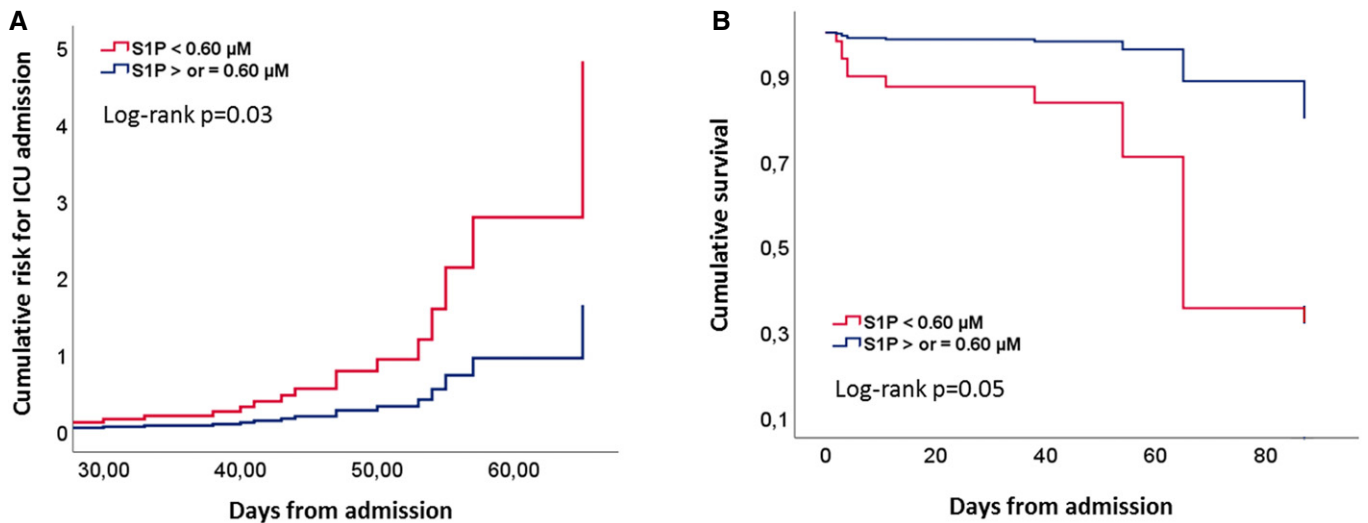 A
S1P < 0.60 µM
S1P > or = 0.60 µM
Log-rank p=0.03
Cumulative risk for ICU admission
5
4
3
2
1
0
30,00 40,00 50,00 60,00
Days from admission
B
Cumulative survival
0,9
0,7
0,5
0,3
0,1
S1P < 0.60 µM
S1P > or = 0.60 µM
Log-rank p=0.05
0 20 40 60 80
Days from admission